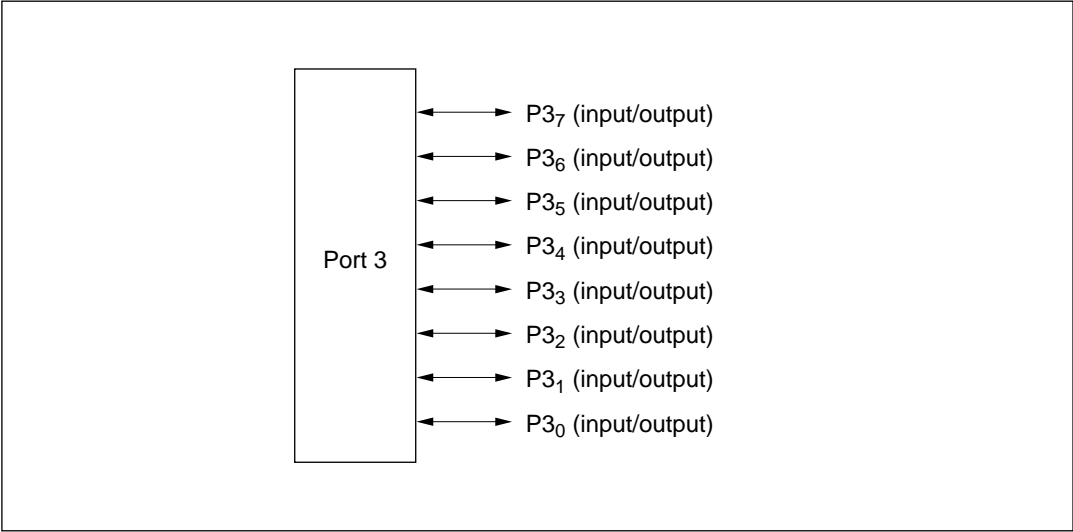 P3₇ (input/output)
P3₆ (input/output)
P3₅ (input/output)
P3₄ (input/output)
Port 3
P3₃ (input/output)
P3₂ (input/output)
P3₁ (input/output)
P3₀ (input/output)